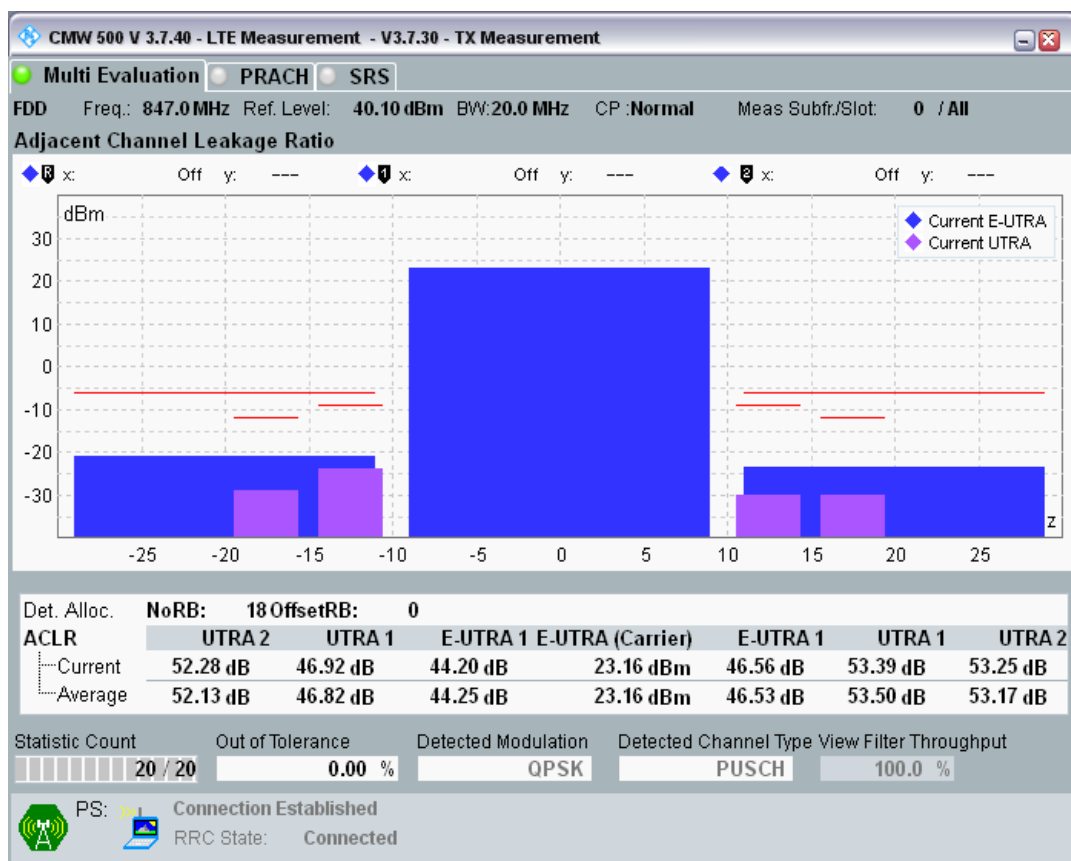 CMW 500 V 3.7.40 - LTE Measurement - V3.7.30 - TX Measurement
Multi Evaluation PRACH SRS
FDD Freq.: 847.0 MHz Ref. Level: 40.10 dBm BW: 20.0 MHz CP : Normal Meas Subfr./Slot: 0 / All
Adjacent Channel Leakage Ratio
R x: Off y: --- 1 x: Off y: --- 2 x: Off y: ---
dBm
Current E-UTRA
Current UTRA
30
20
10
0
-10
-20
-30
z
-25 -20 -15 -10 -5 0 5 10 15 20 25
Det. Alloc. NoRB: 18 OffsetRB: 0
ACLR UTRA 2 UTRA 1 E-UTRA 1 E-UTRA (Carrier) E-UTRA 1 UTRA 1 UTRA 2
Current 52.28 dB 46.92 dB 44.20 dB 23.16 dBm 46.56 dB 53.39 dB 53.25 dB
Average 52.13 dB 46.82 dB 44.25 dB 23.16 dBm 46.53 dB 53.50 dB 53.17 dB
Statistic Count Out of Tolerance Detected Modulation Detected Channel Type View Filter Throughput
20 / 20 0.00 % QPSK PUSCH 100.0 %
PS: Connection Established
RRC State: Connected